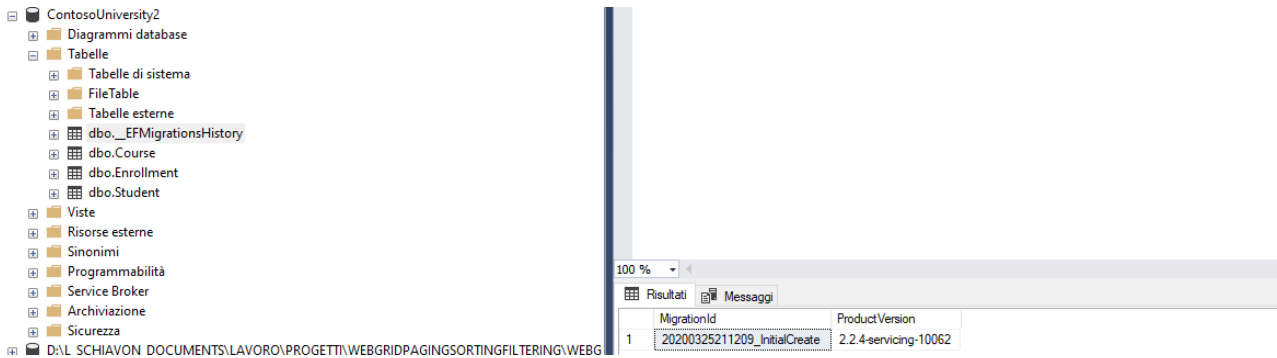 ContosoUniversity2
Diagrammi database
Tabelle
Tabelle di sistema
FileTable
Tabelle esterne
dbo.__EFMigrationsHistory
dbo.Course
dbo.Enrollment
dbo.Student
Viste
Risorse esterne
Sinonimi
Programmabilità
Service Broker
Archiviazione
Sicurezza
D:\L_SCHIAVON_DOCUMENTS\LAVORO\PROGETTI\WEBGRIDPAGINGSORTINGFILTERING\WEBG
100 %
Risultati Messaggi
MigrationId ProductVersion
1 20200325211209_InitialCreate 2.2.4-servicing-10062